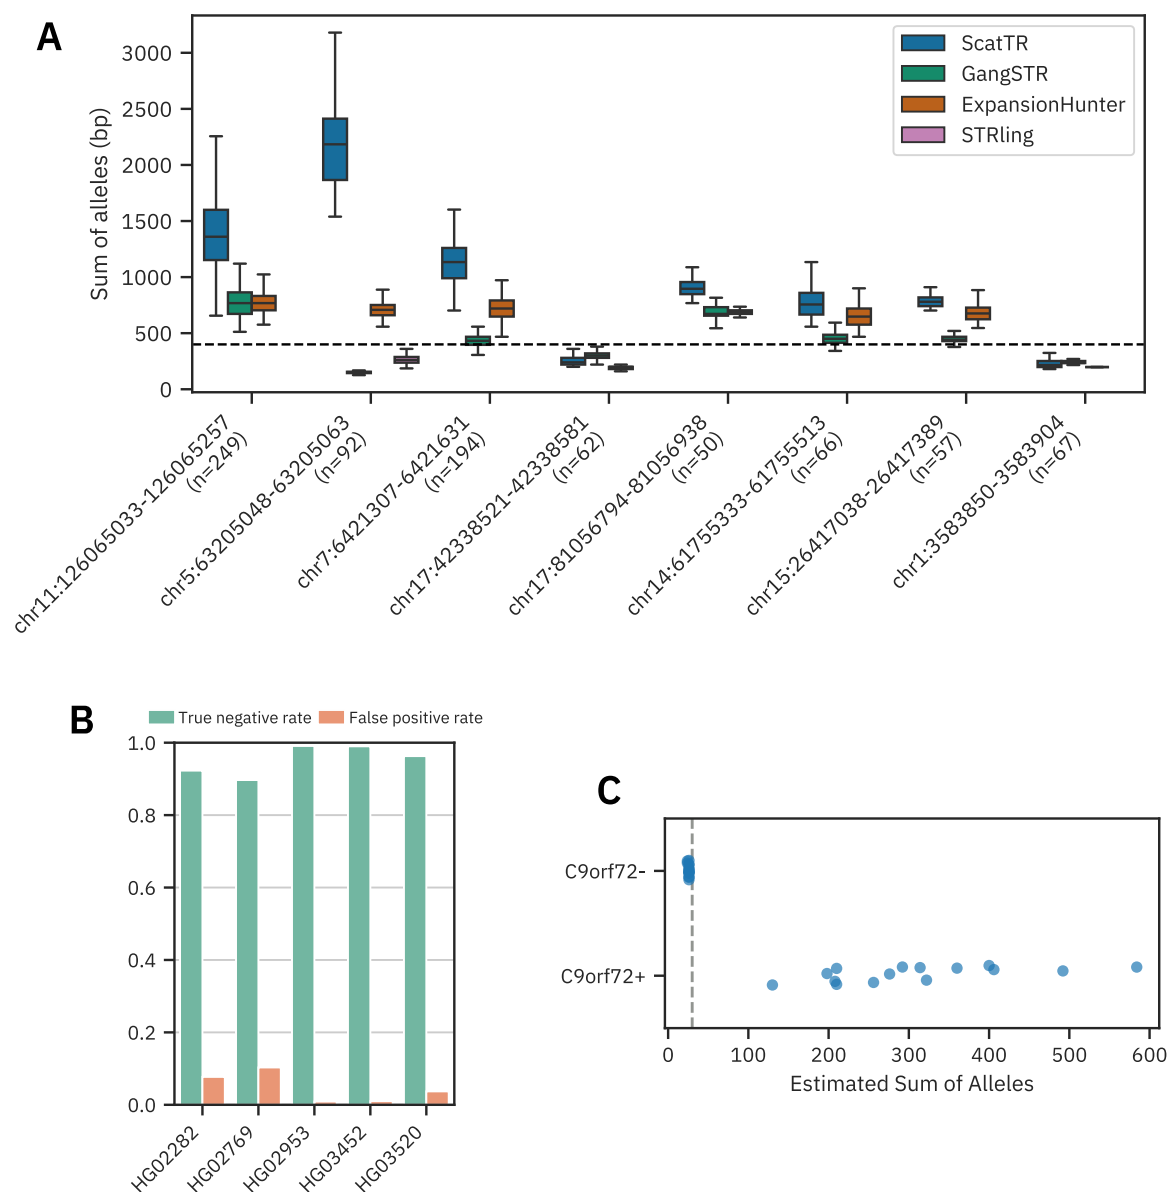 A
Sum of alleles (bp)
3000
2500
2000
1500
1000
500
0
ScatTR
GangSTR
ExpansionHunter
STRling
chr11:126065033-126065257
(n=249)
chr5:63205048-63205063
(n=92)
chr7:6421307-6421631
(n=194)
chr17:42338521-42338581
(n=62)
chr17:81056794-81056938
(n=50)
chr14:61755333-61755513
(n=66)
chr15:26417038-26417389
(n=57)
chr1:3583850-3583904
(n=67)
B
True negative rate False positive rate
1.0
0.8
0.6
0.4
0.2
0.0
HG02282
HG02769
HG02953
HG03452
HG03520
C
C9orf72-
C9orf72+
0 100 200 300 400 500 600
Estimated Sum of Alleles